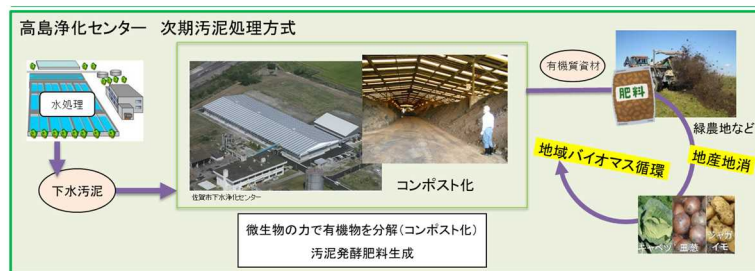 高島浄化センター 次期汚泥処理方式
水処理
下水汚泥
佐賀市下水浄化センター
コンポスト化
微生物の力で有機物を分解(コンポスト化)
汚泥発酵肥料生成
有機質資材
肥料
緑農地など
地域バイオマス循環
地産地消
キャベツ
玉葱
ジャガ
イモ